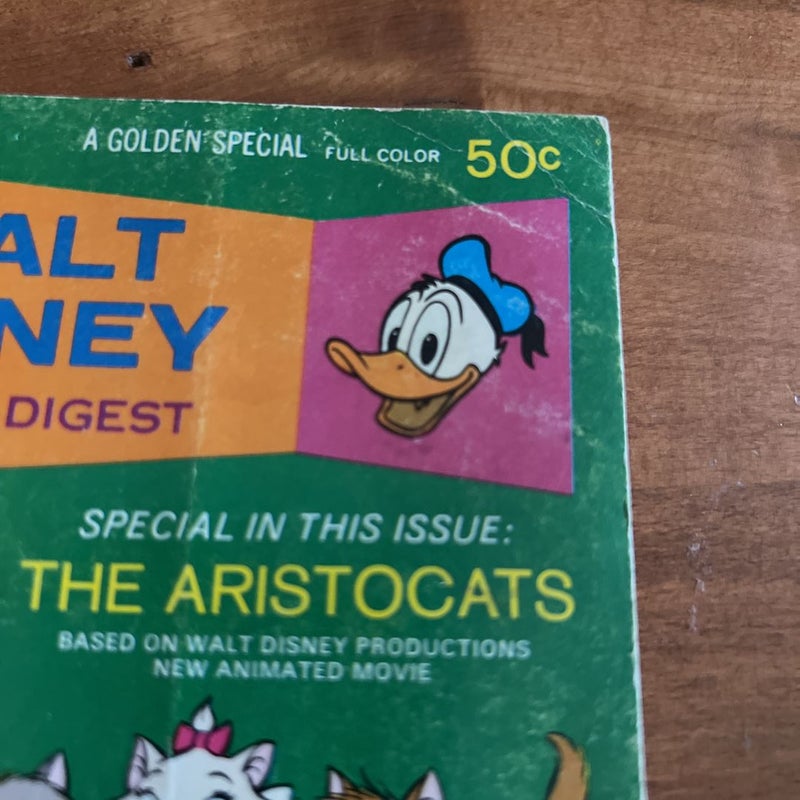 A GOLDEN SPECIAL FULL COLOR 50c
ALT
NEY
DIGEST
SPECIAL IN THIS ISSUE:
THE ARISTOCATS
BASED ON WALT DISNEY PRODUCTIONS
NEW ANIMATED MOVIE